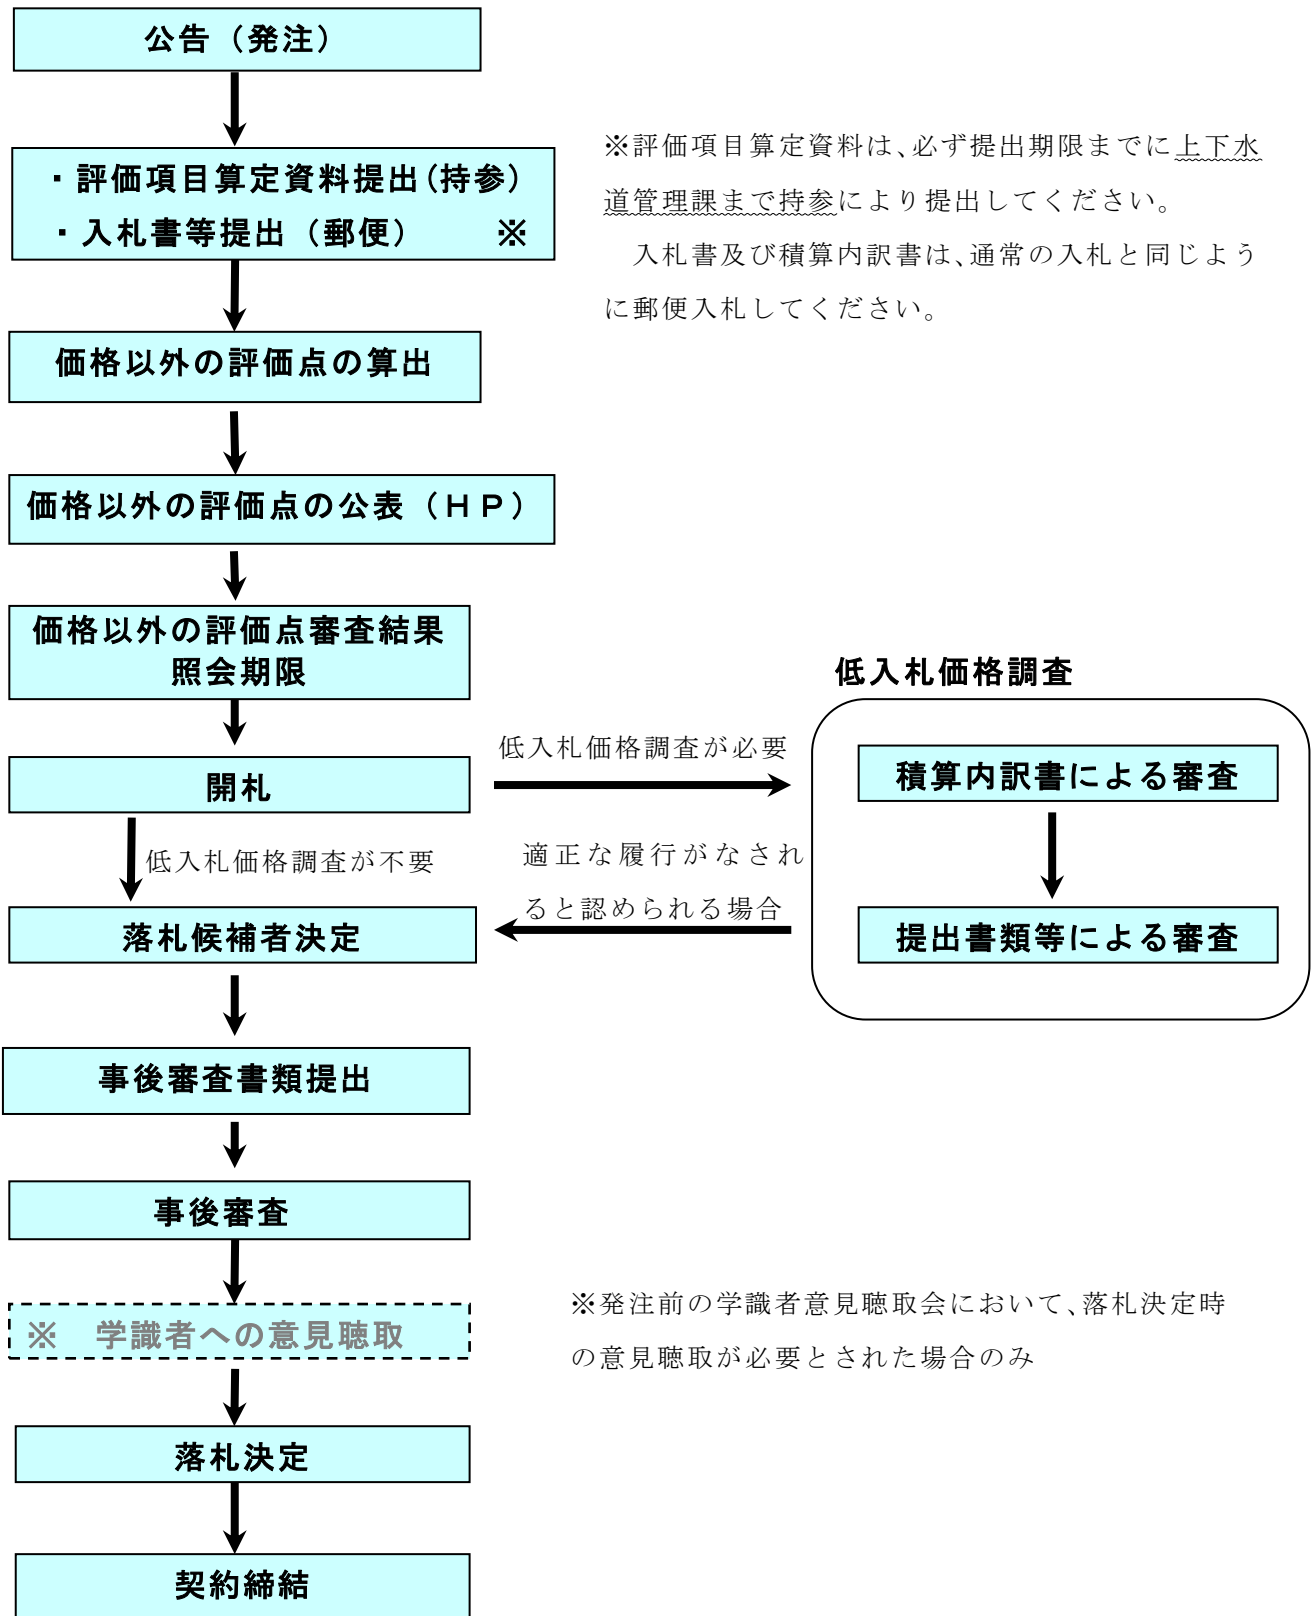 公告（発注）
・評価項目算定資料提出(持参)
・入札書等提出（郵便）　　※
※評価項目算定資料は、必ず提出期限までに上下水
道管理課まで持参により提出してください。
　入札書及び積算内訳書は、通常の入札と同じよう
に郵便入札してください。
価格以外の評価点の算出
価格以外の評価点の公表（ＨＰ）
価格以外の評価点審査結果
照会期限
開札
低入札価格調査が必要
低入札価格調査
積算内訳書による審査
提出書類等による審査
低入札価格調査が不要
適正な履行がなされ
ると認められる場合
落札候補者決定
事後審査書類提出
事後審査
※　学識者への意見聴取
※発注前の学識者意見聴取会において、落札決定時
の意見聴取が必要とされた場合のみ
落札決定
契約締結